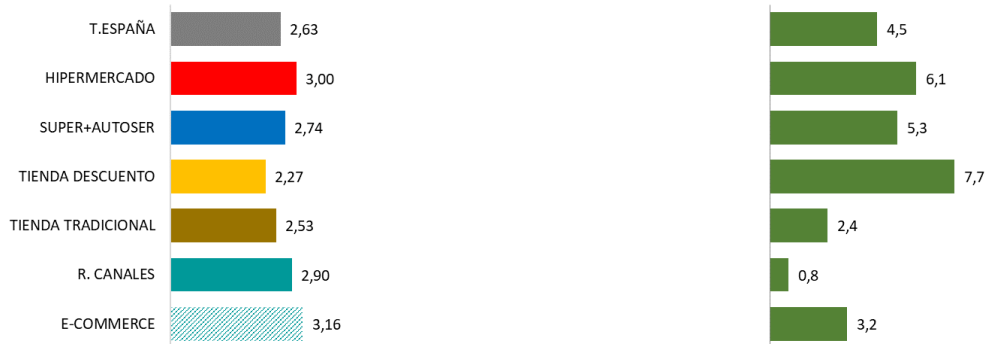 T.ESPAÑA 2,63 4,5
HIPERMERCADO 3,00 6,1
SUPER+AUTOSER 2,74 5,3
TIENDA DESCUENTO 2,27 7,7
TIENDA TRADICIONAL 2,53 2,4
R. CANALES 2,90 0,8
E-COMMERCE 3,16 3,2